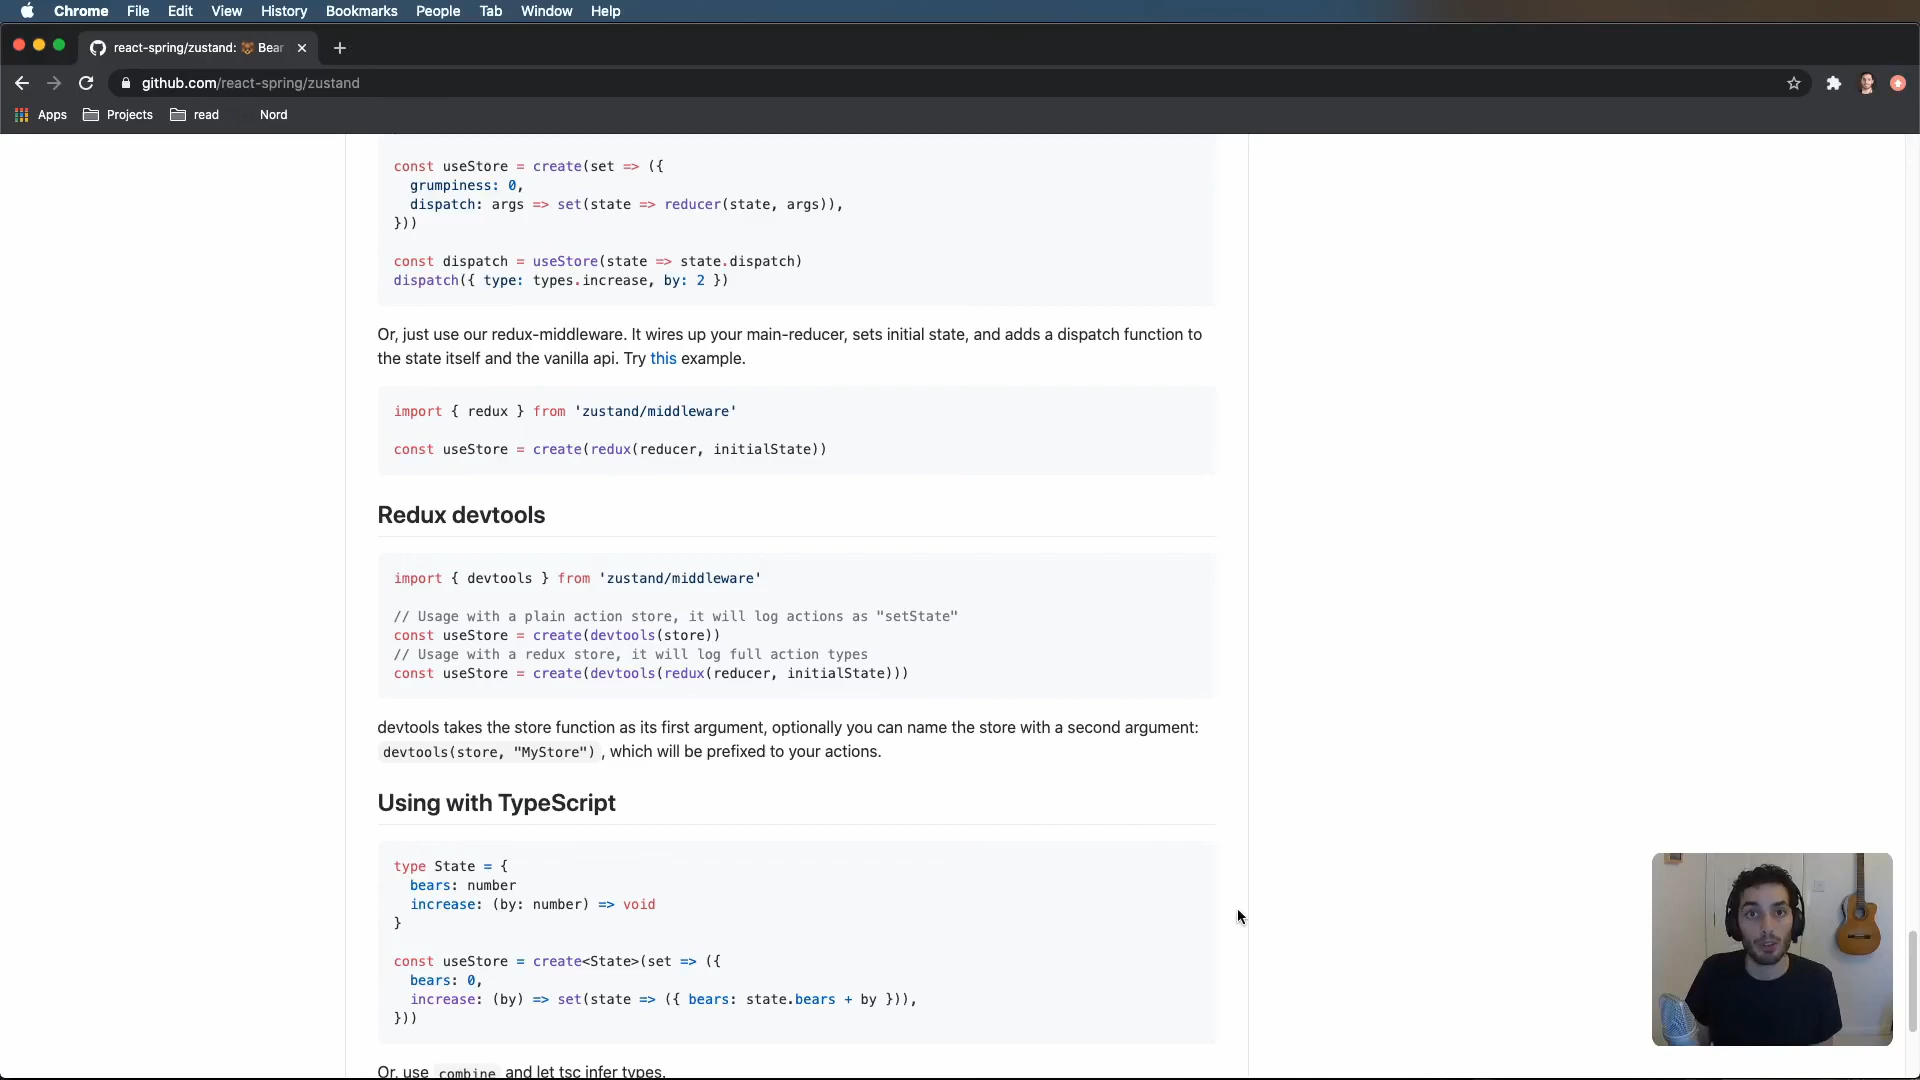 Chrome File Edit View History Bookmarks People Tab Window Help
react-spring/zustand: 🐻 Bear
github.com/react-spring/zustand
Apps Projects read Nord
const useStore = create(set => ({
  grumpiness: 0,
  dispatch: args => set(state => reducer(state, args)),
}))
const dispatch = useStore(state => state.dispatch)
dispatch({ type: types.increase, by: 2 })
Or, just use our redux-middleware. It wires up your main-reducer, sets initial state, and adds a dispatch function to
the state itself and the vanilla api. Try this example.
import { redux } from 'zustand/middleware'
const useStore = create(redux(reducer, initialState))
Redux devtools
import { devtools } from 'zustand/middleware'
// Usage with a plain action store, it will log actions as "setState"
const useStore = create(devtools(store))
// Usage with a redux store, it will log full action types
const useStore = create(devtools(redux(reducer, initialState)))
devtools takes the store function as its first argument, optionally you can name the store with a second argument:
devtools(store, "MyStore") , which will be prefixed to your actions.
Using with TypeScript
type State = {
  bears: number
  increase: (by: number) => void
}
const useStore = create<State>(set => ({
  bears: 0,
  increase: (by) => set(state => ({ bears: state.bears + by })),
}))
Or, use combine and let tsc infer types.